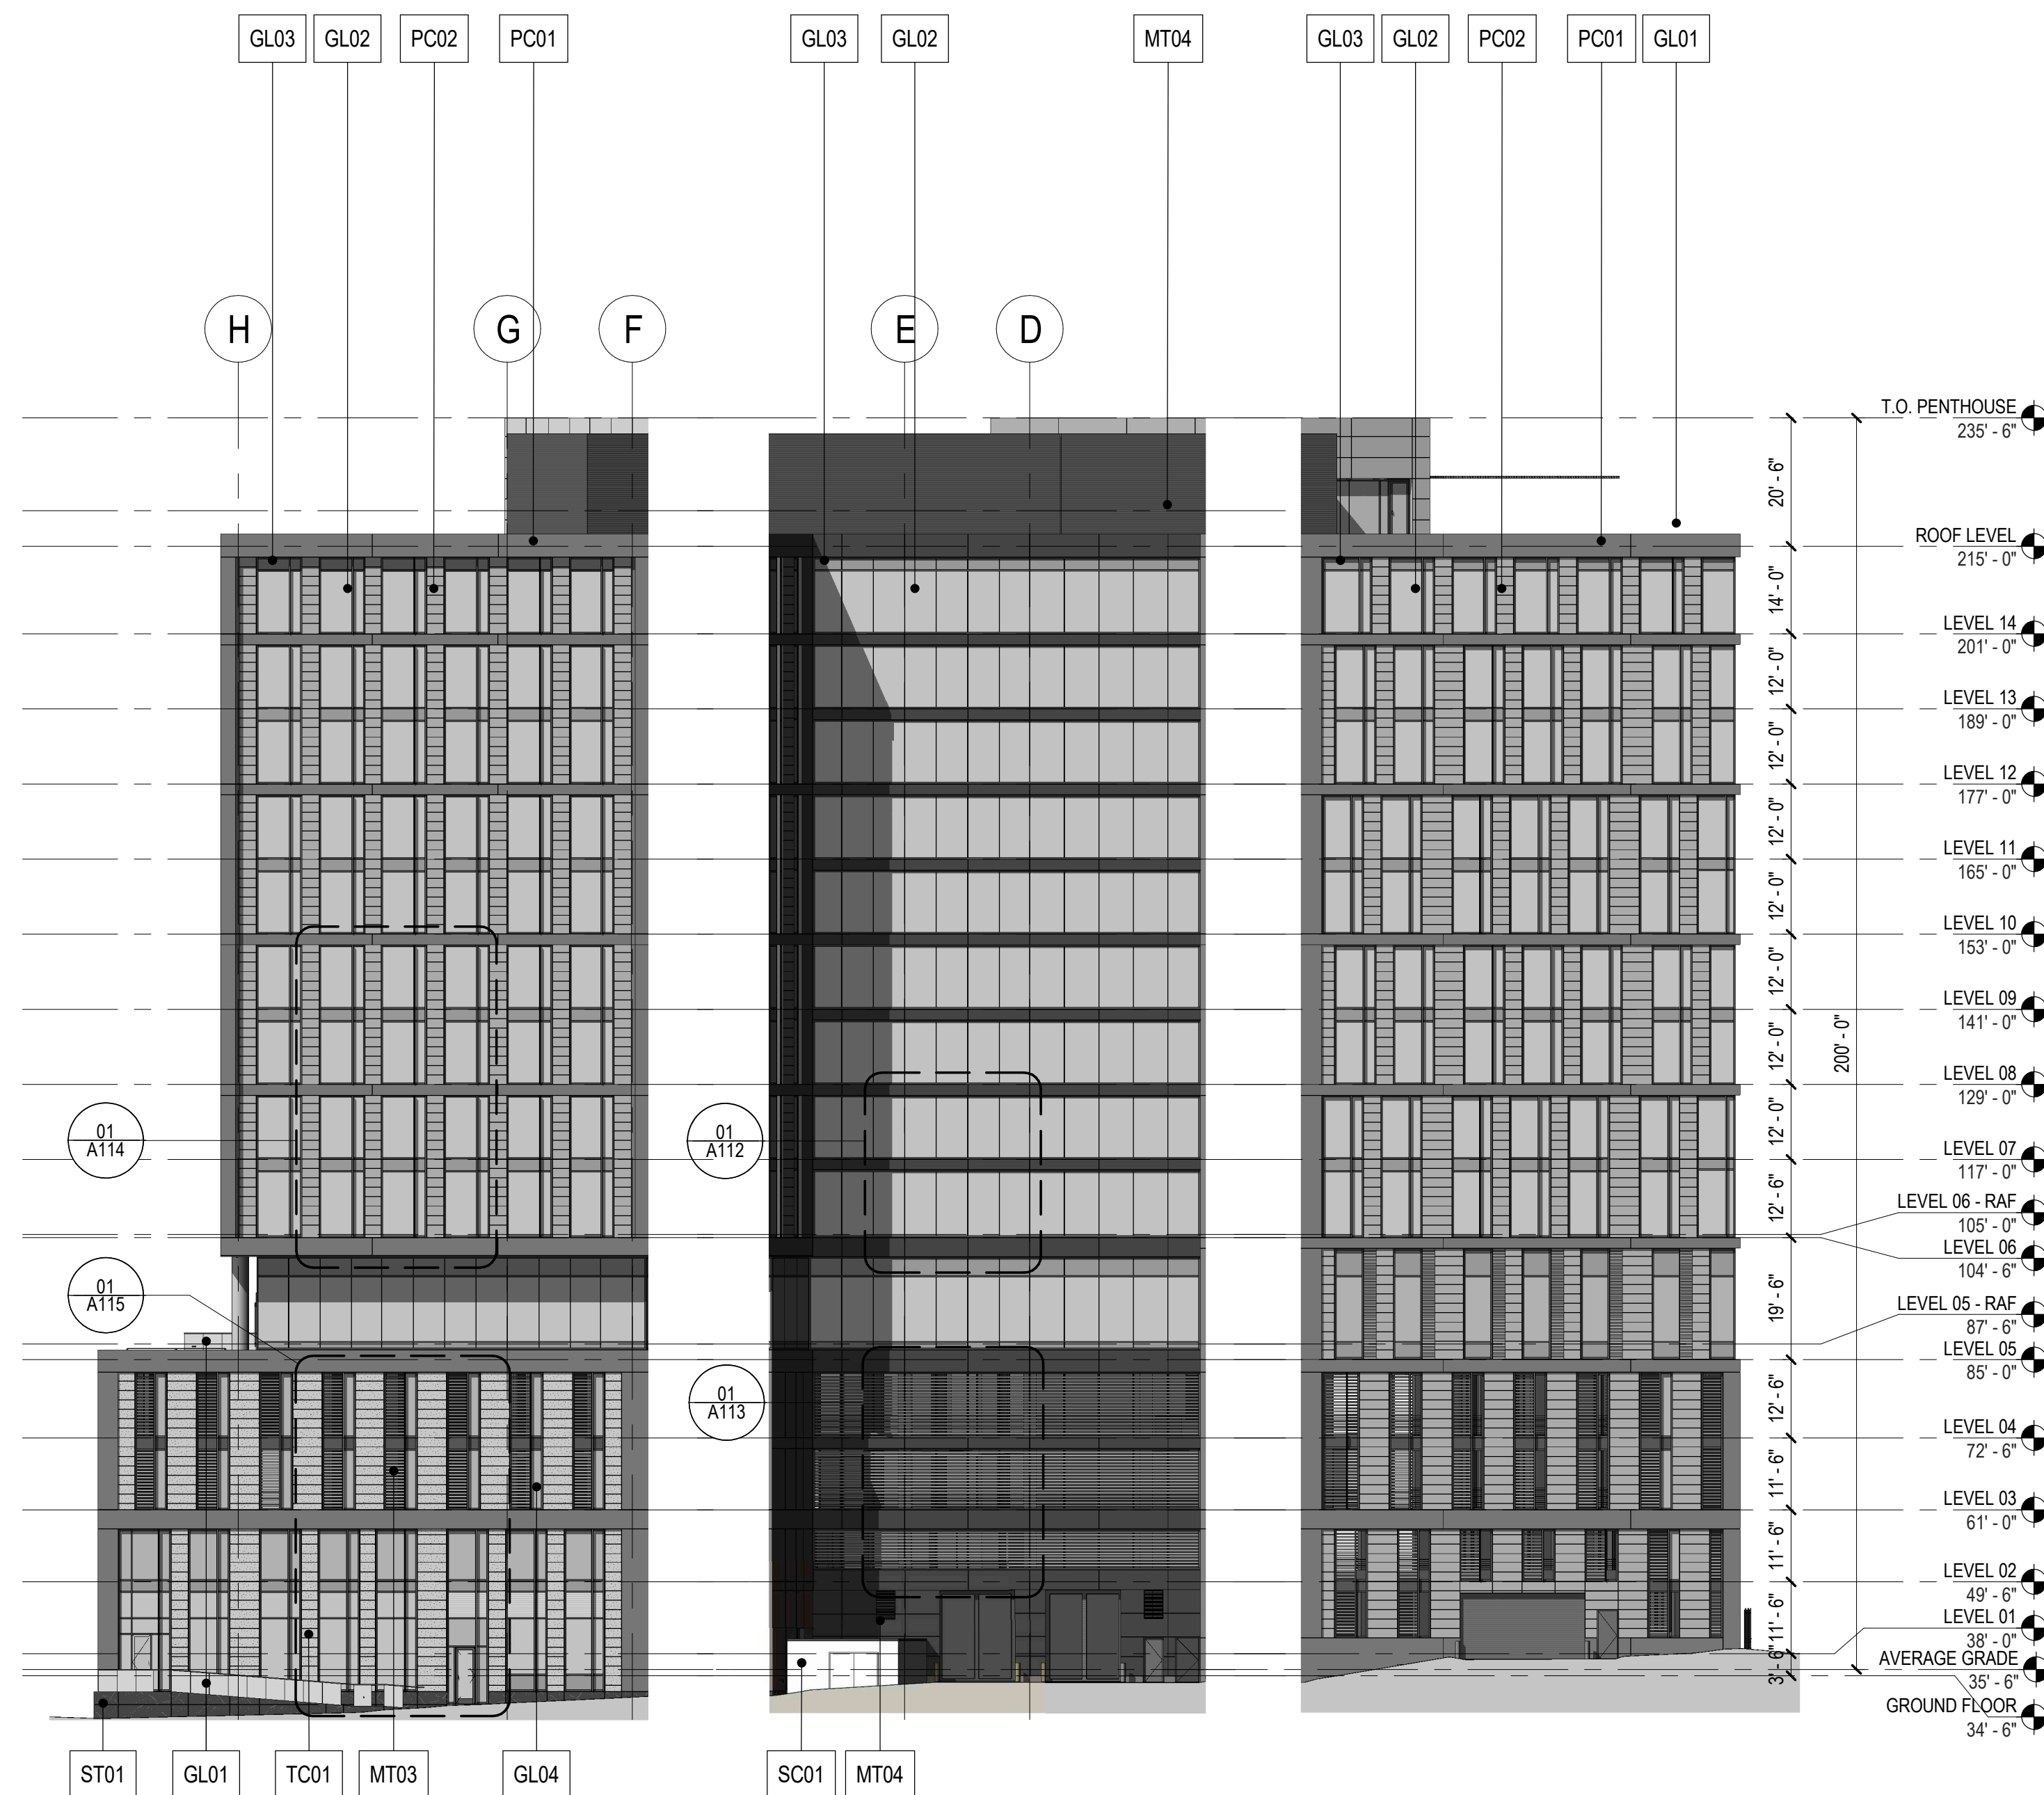 GL03 GL02 PC02 PC01 GL03 GL02 MT04 GL03 GL02 PC02 PC01 GL01
H G F E D
T.O. PENTHOUSE
235' - 6"
20' - 6"
ROOF LEVEL
215' - 0"
14' - 0"
LEVEL 14
201' - 0"
12' - 0"
LEVEL 13
189' - 0"
12' - 0"
LEVEL 12
177' - 0"
12' - 0"
LEVEL 11
165' - 0"
12' - 0"
LEVEL 10
153' - 0"
12' - 0"
LEVEL 09
141' - 0"
12' - 0"
200' - 0"
LEVEL 08
129' - 0"
12' - 0"
01
A114
01
A112
LEVEL 07
117' - 0"
12' - 6"
LEVEL 06 - RAF
105' - 0"
LEVEL 06
104' - 6"
19' - 6"
01
A115
LEVEL 05 - RAF
87' - 6"
LEVEL 05
85' - 0"
12' - 6"
01
A113
LEVEL 04
72' - 6"
11' - 6"
LEVEL 03
61' - 0"
11' - 6"
LEVEL 02
49' - 6"
11' - 6"
LEVEL 01
38' - 0"
3' - 6"
AVERAGE GRADE
35' - 6"
GROUND FLOOR
34' - 6"
ST01 GL01 TC01 MT03 GL04 SC01 MT04